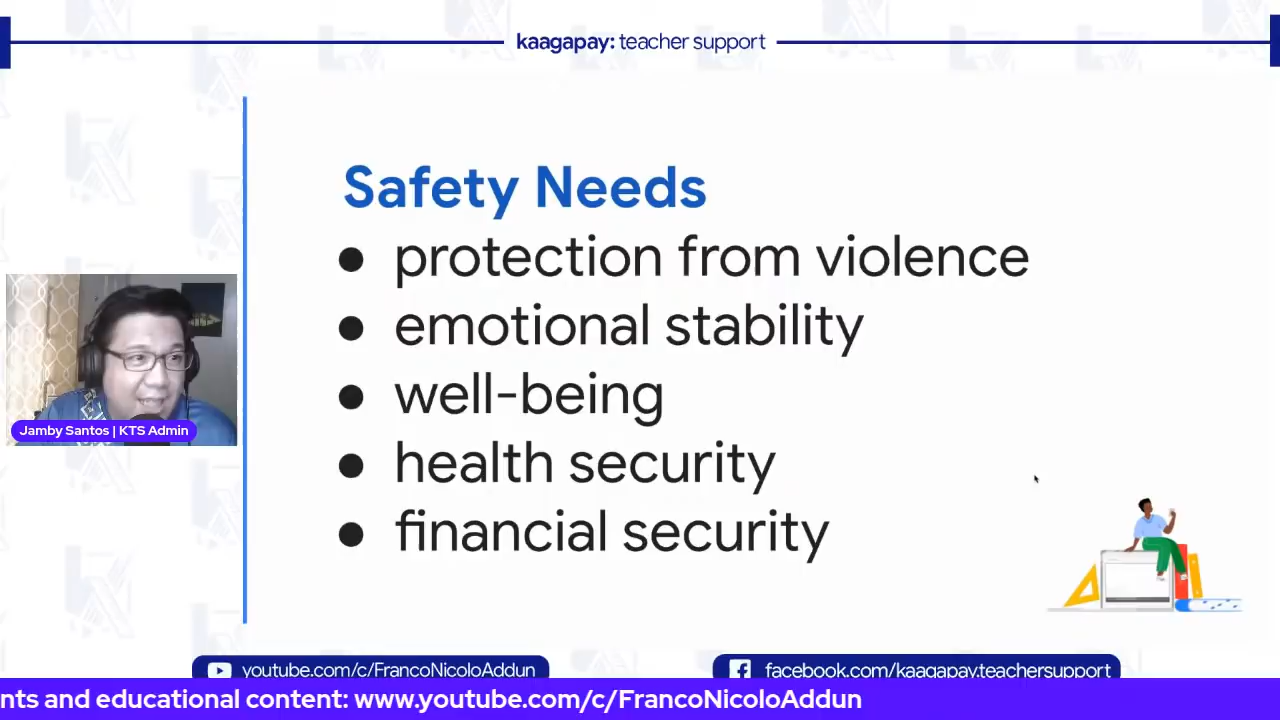 kaagapay: teacher support
Safety Needs
● protection from violence
● emotional stability
● well-being
● health security
● financial security
Jamby Santos | KTS Admin
youtube.com/c/FrancoNicoloAddun
facebook.com/kaagapay.teachersupport
nts and educational content: www.youtube.com/c/FrancoNicoloAddun